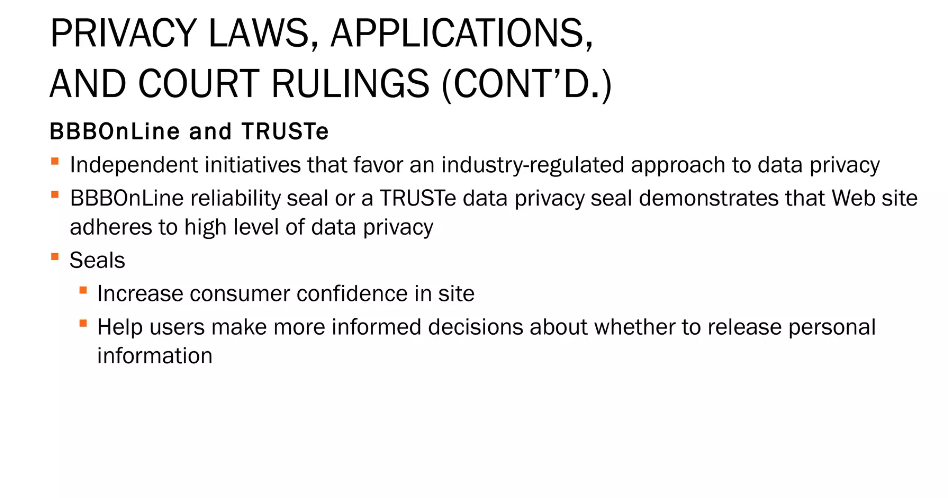 PRIVACY LAWS, APPLICATIONS,
AND COURT RULINGS (CONT’D.)
BBBOnLine and TRUSTe
▪ Independent initiatives that favor an industry-regulated approach to data privacy
▪ BBBOnLine reliability seal or a TRUSTe data privacy seal demonstrates that Web site
adheres to high level of data privacy
▪ Seals
▪ Increase consumer confidence in site
▪ Help users make more informed decisions about whether to release personal
information